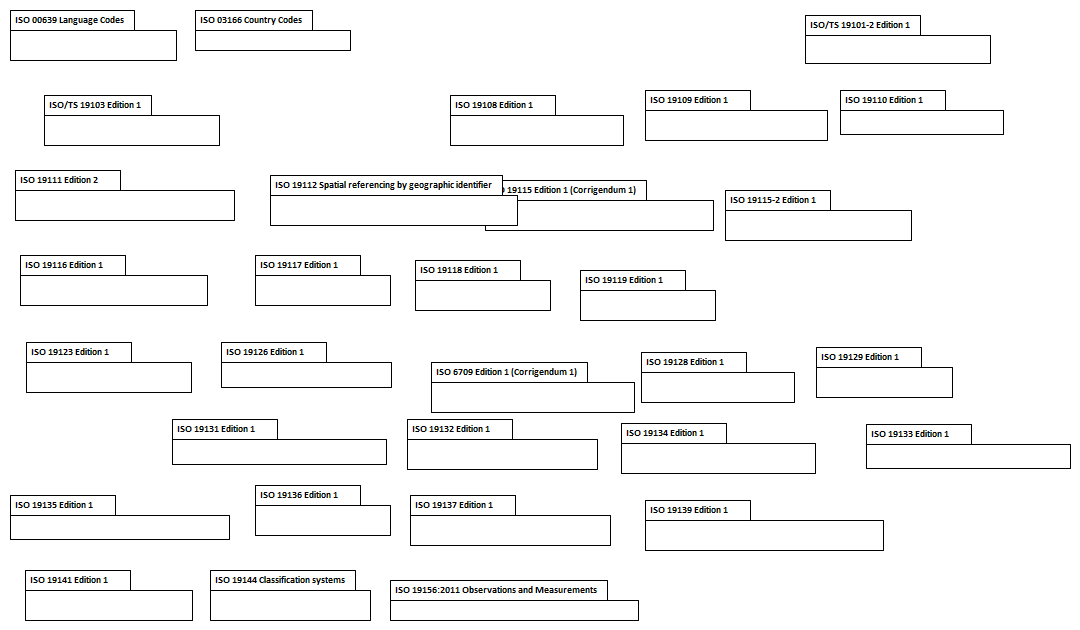 ISO 00639 Language Codes
ISO 03166 Country Codes
ISO/TS 19101-2 Edition 1
ISO/TS 19103 Edition 1
ISO 19108 Edition 1
ISO 19109 Edition 1
ISO 19110 Edition 1
ISO 19111 Edition 2
ISO 19112 Spatial referencing by geographic identifier
19115 Edition 1 (Corrigendum 1)
ISO 19115-2 Edition 1
ISO 19116 Edition 1
ISO 19117 Edition 1
ISO 19118 Edition 1
ISO 19119 Edition 1
ISO 19123 Edition 1
ISO 19126 Edition 1
ISO 6709 Edition 1 (Corrigendum 1)
ISO 19128 Edition 1
ISO 19129 Edition 1
ISO 19131 Edition 1
ISO 19132 Edition 1
ISO 19134 Edition 1
ISO 19133 Edition 1
ISO 19135 Edition 1
ISO 19136 Edition 1
ISO 19137 Edition 1
ISO 19139 Edition 1
ISO 19141 Edition 1
ISO 19144 Classification systems
ISO 19156:2011 Observations and Measurements